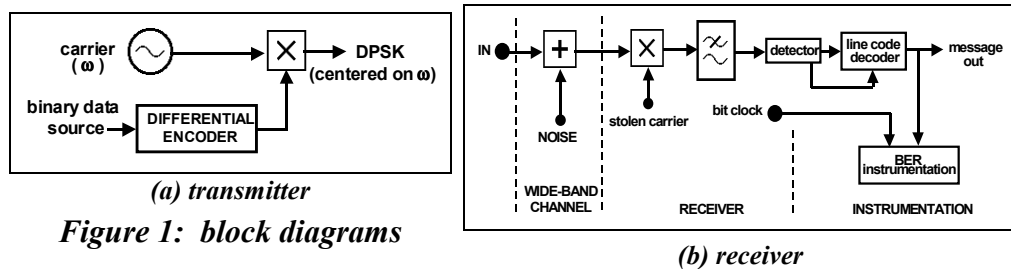 carrier
(ω)
DPSK
(centered on ω)
binary data
source
DIFFERENTIAL
ENCODER
(a) transmitter
Figure 1: block diagrams
IN
+
X
NOISE
stolen carrier
detector
line code
decoder
message
out
bit clock
BER
instrumentation
WIDE-BAND
CHANNEL
RECEIVER
INSTRUMENTATION
(b) receiver